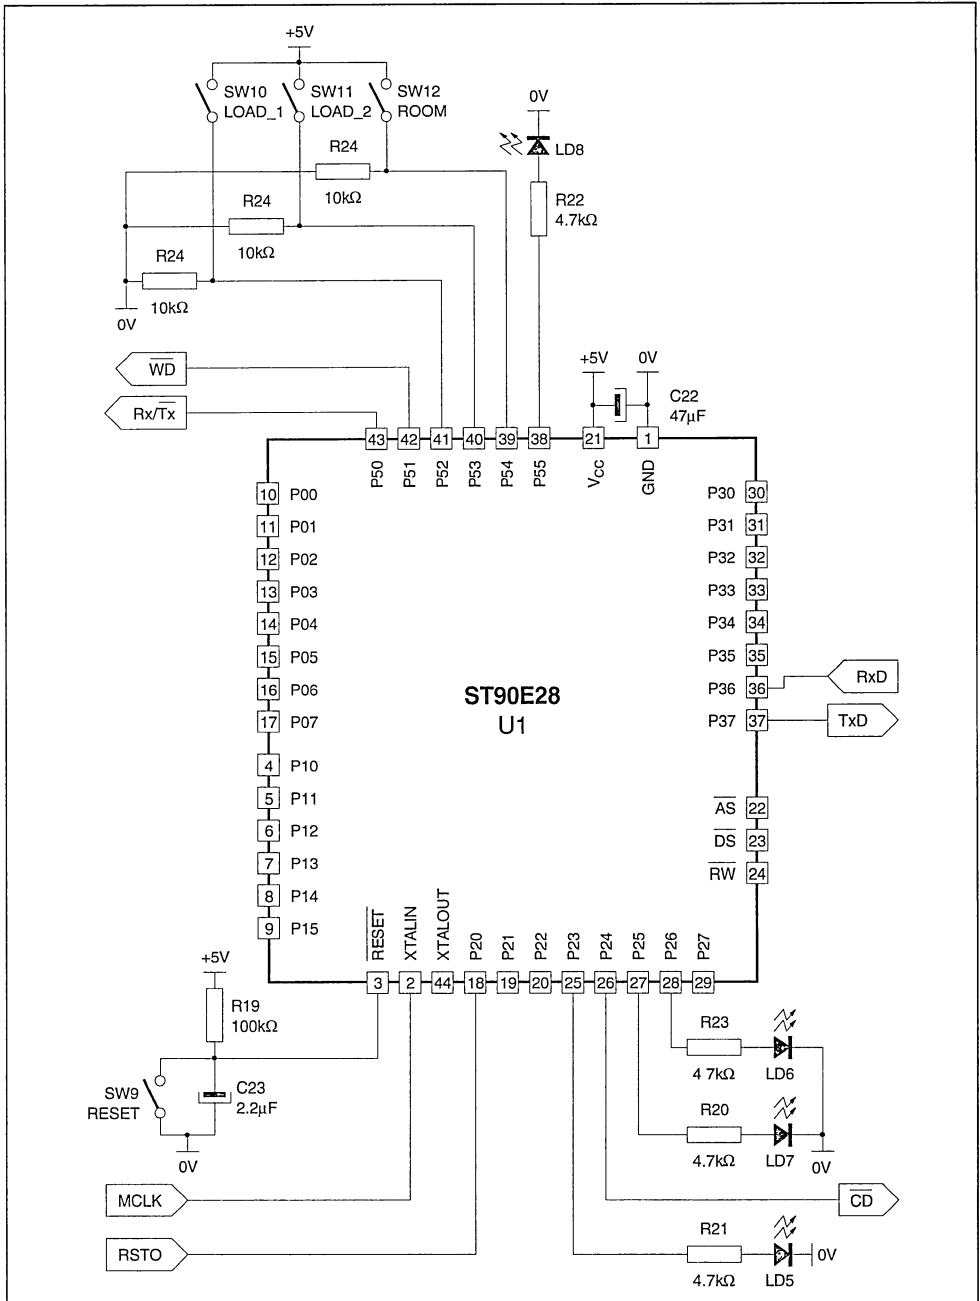 +5V
SW10
LOAD_1
SW11
LOAD_2
SW12
ROOM
0V
LD8
R24
10kΩ
R22
4.7kΩ
R24
10kΩ
R24
10kΩ
0V
WD
+5V
0V
C22
47µF
Rx/Tx
43
42
41
40
39
38
21
1
P50
P51
P52
P53
P54
P55
Vcc
GND
10 P00
11 P01
12 P02
13 P03
14 P04
15 P05
16 P06
17 P07
4 P10
5 P11
6 P12
7 P13
8 P14
9 P15
ST90E28
U1
P30 30
P31 31
P32 32
P33 33
P34 34
P35 35
P36 36
RxD
P37 37
TxD
AS 22
DS 23
RW 24
RESET
XTALIN
XTALOUT
P20
P21
P22
P23
P24
P25
P26
P27
3
2
44
18
19
20
25
26
27
28
29
+5V
R19
100kΩ
SW9
RESET
C23
2.2µF
0V
R23
4 7kΩ
LD6
R20
4.7kΩ
LD7
0V
MCLK
CD
RSTO
R21
4.7kΩ
LD5
0V